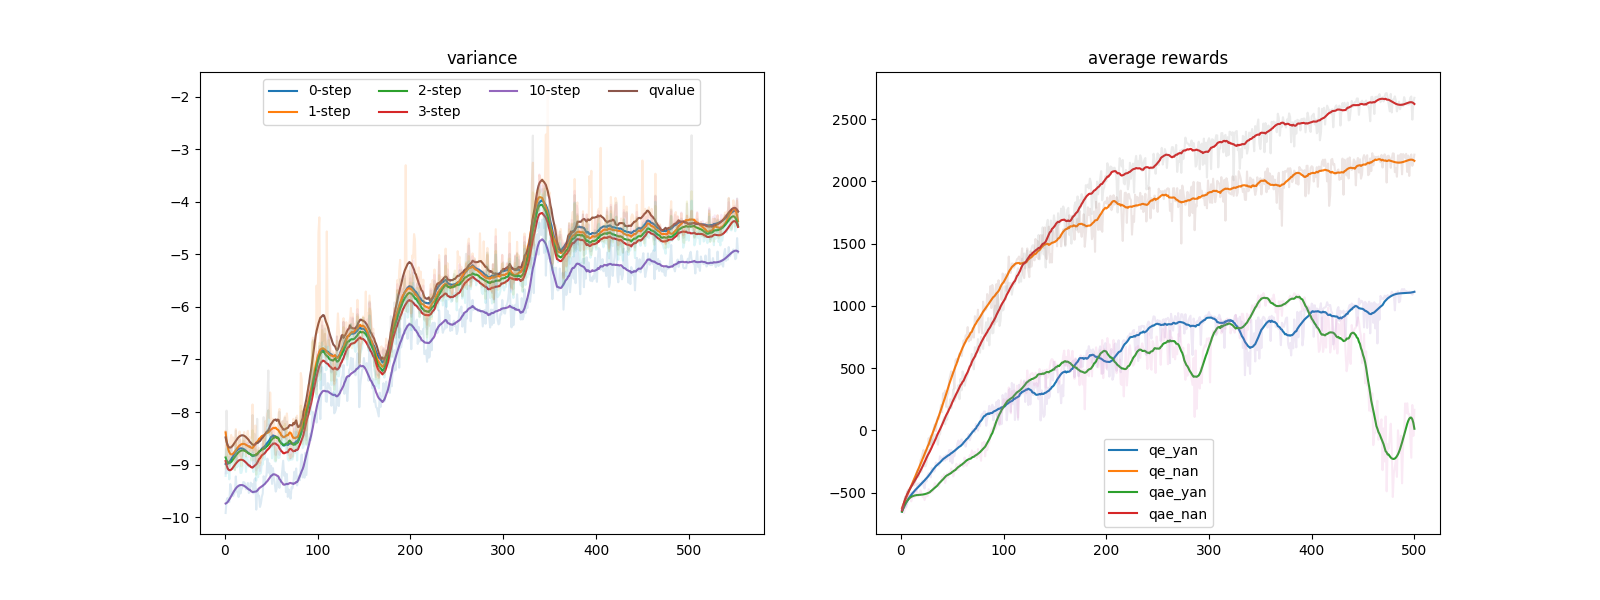 variance
0-step 2-step 10-step qvalue
1-step 3-step
−2
−3
−4
−5
−6
−7
−8
−9
−10
0 100 200 300 400 500
average rewards
2500
2000
1500
1000
500
0
−500
qe_yan
qe_nan
qae_yan
qae_nan
0 100 200 300 400 500